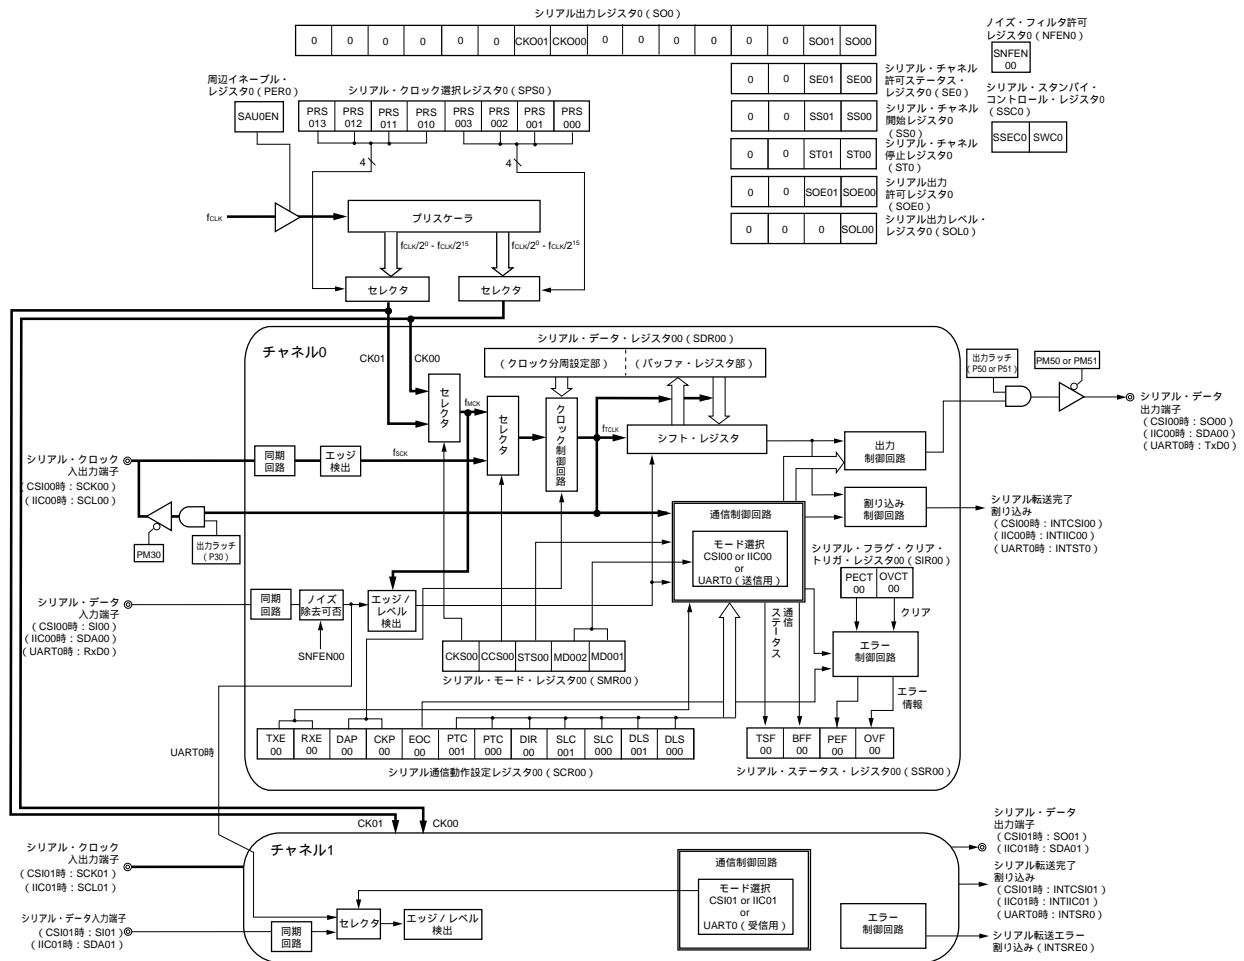 シリアル出力レジスタ0（SO0）
0 0 0 0 0 0 CKO01 CKO00 0 0 0 0 0 0 SO01 SO00
ノイズ・フィルタ許可
レジスタ0（NFEN0）
SNFEN
00
周辺イネーブル・
レジスタ0（PER0）
SAU0EN
シリアル・クロック選択レジスタ0（SPS0）
PRS
013
PRS
012
PRS
011
PRS
010
PRS
003
PRS
002
PRS
001
PRS
000
4
4
0 0 SE01 SE00
シリアル・チャネル
許可ステータス・
レジスタ0（SE0）
0 0 SS01 SS00
シリアル・チャネル
開始レジスタ0
（SS0）
0 0 ST01 ST00
シリアル・チャネル
停止レジスタ0
（ST0）
0 0 SOE01 SOE00
シリアル出力
許可レジスタ0
（SOE0）
0 0 0 SOL00
シリアル出力レベル・
レジスタ0（SOL0）
シリアル・スタンバイ・
コントロール・レジスタ0
（SSC0）
SSEC0 SWC0
fCLK
プリスケーラ
fCLK/2⁰ - fCLK/2¹⁵
fCLK/2⁰ - fCLK/2¹⁵
セレクタ
セレクタ
チャネル0
CK01
CK00
シリアル・データ・レジスタ00（SDR00）
（クロック分周設定部）
（バッファ・レジスタ部）
セレクタ
fMCK
セレクタ
クロック制御回路
fTCLK
シフト・レジスタ
出力
制御回路
出力ラッチ
（P50 or P51）
PM50 or PM51
シリアル・データ
出力端子
（CSI00時：SO00）
（IIC00時：SDA00）
（UART0時：TxD0）
シリアル・クロック
入出力端子
（CSI00時：SCK00）
（IIC00時：SCL00）
同期
回路
エッジ
検出
fSCK
PM30
出力ラッチ
（P30）
通信制御回路
モード選択
CSI00 or IIC00
or
UART0（送信用）
割り込み
制御回路
シリアル転送完了
割り込み
（CSI00時：INTCSI00）
（IIC00時：INTIIC00）
（UART0時：INTST0）
シリアル・フラグ・クリア・
トリガ・レジスタ00（SIR00）
PECT
00
OVCT
00
クリア
シリアル・データ
入力端子
（CSI00時：SI00）
（IIC00時：SDA00）
（UART0時：RxD0）
同期
回路
ノイズ
除去可否
SNFEN00
エッジ /
レベル
検出
CKS00 CCS00 STS00 MD002 MD001
シリアル・モード・レジスタ00（SMR00）
通信
ステータス
エラー
制御回路
エラー
情報
UART0時
TXE
00
RXE
00
DAP
00
CKP
00
EOC
00
PTC
001
PTC
000
DIR
00
SLC
001
SLC
000
DLS
001
DLS
000
シリアル通信動作設定レジスタ00（SCR00）
TSF
00
BFF
00
PEF
00
OVF
00
シリアル・ステータス・レジスタ00（SSR00）
CK01
CK00
チャネル1
シリアル・クロック
入出力端子
（CSI01時：SCK01）
（IIC01時：SCL01）
シリアル・データ入力端子
（CSI01時：SI01）
（IIC01時：SDA01）
同期
回路
セレクタ
エッジ / レベル
検出
通信制御回路
モード選択
CSI01 or IIC01
or
UART0（受信用）
エラー
制御回路
シリアル・データ
出力端子
（CSI01時：SO01）
（IIC01時：SDA01）
シリアル転送完了
割り込み
（CSI01時：INTCSI01）
（IIC01時：INTIIC01）
（UART0時：INTSR0）
シリアル転送エラー
割り込み（INTSRE0）